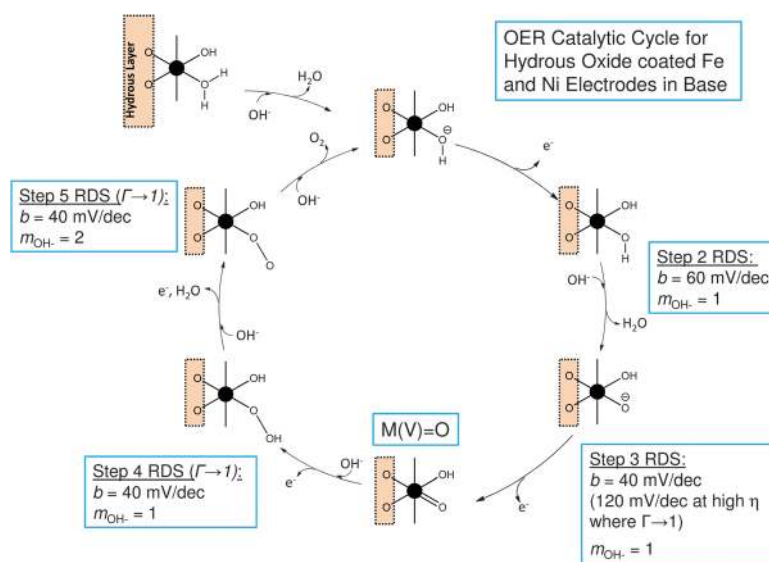 Hydrous Layer
O
O
OH
O
H
H
H₂O
OH⁻
OER Catalytic Cycle for
Hydrous Oxide coated Fe
and Ni Electrodes in Base
O
O
OH
⊖
O
H
e⁻
O₂
OH⁻
Step 5 RDS (Γ→1):
b = 40 mV/dec
m_OH- = 2
O
O
OH
O
O
O
O
OH
O
H
Step 2 RDS:
b = 60 mV/dec
m_OH- = 1
OH⁻
H₂O
e⁻, H₂O
OH⁻
O
O
OH
O
OH
O
O
OH
⊖
O
M(V)=O
Step 4 RDS (Γ→1):
b = 40 mV/dec
m_OH- = 1
OH⁻
e⁻
O
O
OH
O
e⁻
Step 3 RDS:
b = 40 mV/dec
(120 mV/dec at high η
where Γ→1)
m_OH- = 1